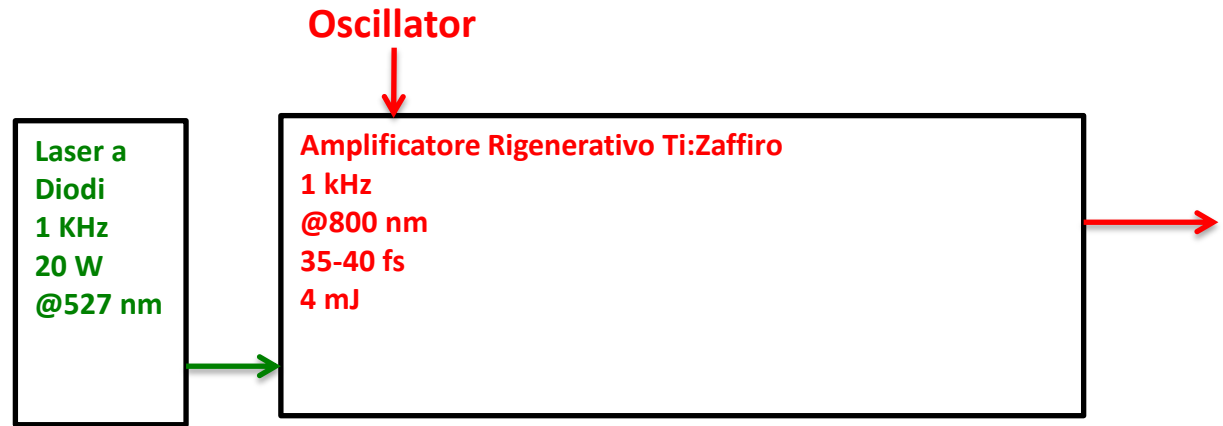 Oscillator
Laser a
Diodi
1 KHz
20 W
@527 nm
Amplificatore Rigenerativo Ti:Zaffiro
1 kHz
@800 nm
35-40 fs
4 mJ